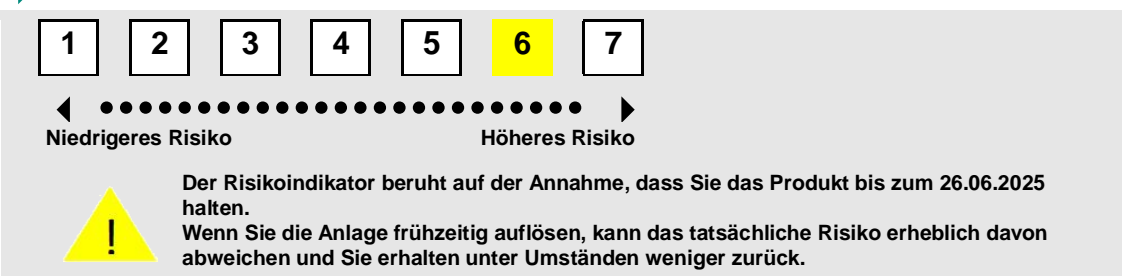 1 2 3 4 5 6 7
Niedrigeres Risiko Höheres Risiko
Der Risikoindikator beruht auf der Annahme, dass Sie das Produkt bis zum 26.06.2025
halten.
! Wenn Sie die Anlage frühzeitig auflösen, kann das tatsächliche Risiko erheblich davon
abweichen und Sie erhalten unter Umständen weniger zurück.